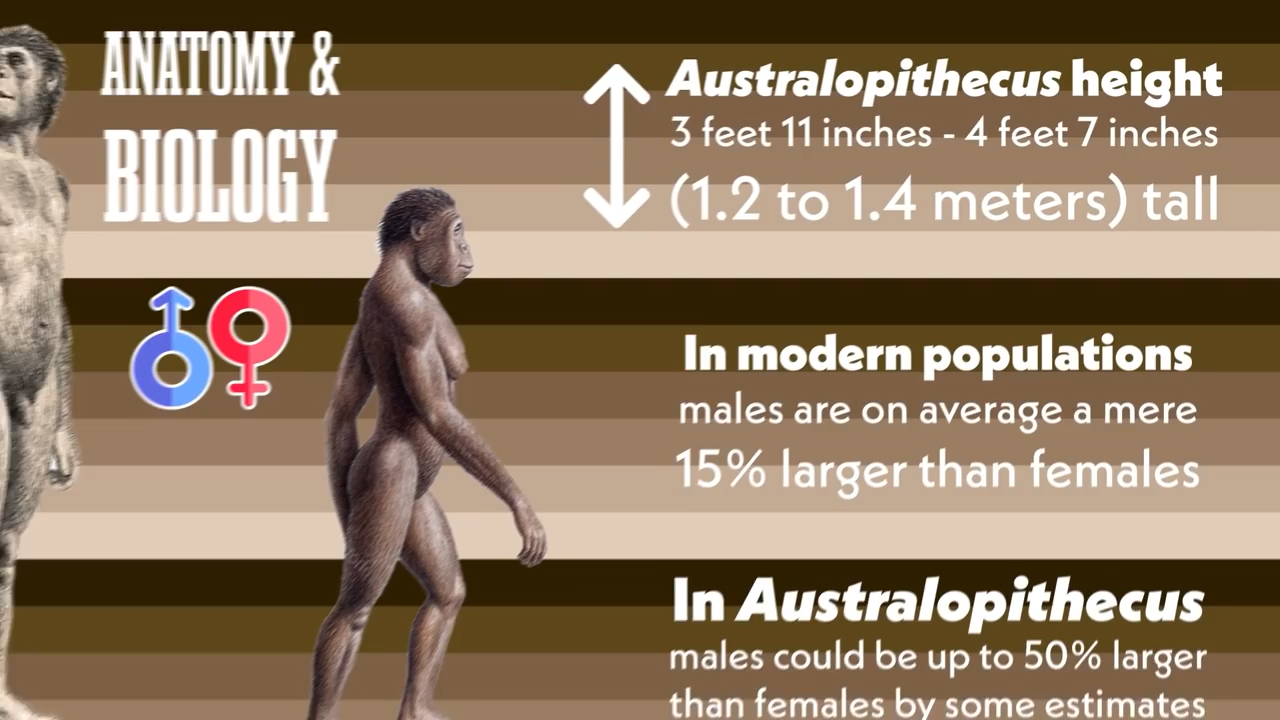 ANATOMY &
BIOLOGY
Australopithecus height
3 feet 11 inches - 4 feet 7 inches
(1.2 to 1.4 meters) tall
In modern populations
males are on average a mere
15% larger than females
In Australopithecus
males could be up to 50% larger
than females by some estimates